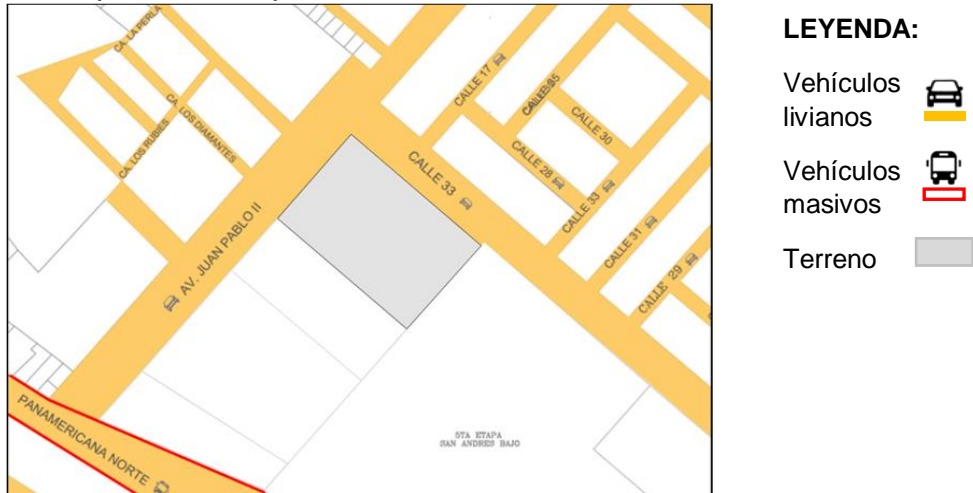 LEYENDA:
Vehículos
livianos
Vehículos
masivos
Terreno
CA. LA PERLA
CA. LOS DIAMANTES
CA. LOS RUBIES
AV. JUAN PABLO II
CALLE 33
CALLE 17
CALLE 30
CALLE 28
CALLE 33
CALLE 31
CALLE 29
5TA ETAPA
SAN ANDRES BAJO
PANAMERICANA NORTE